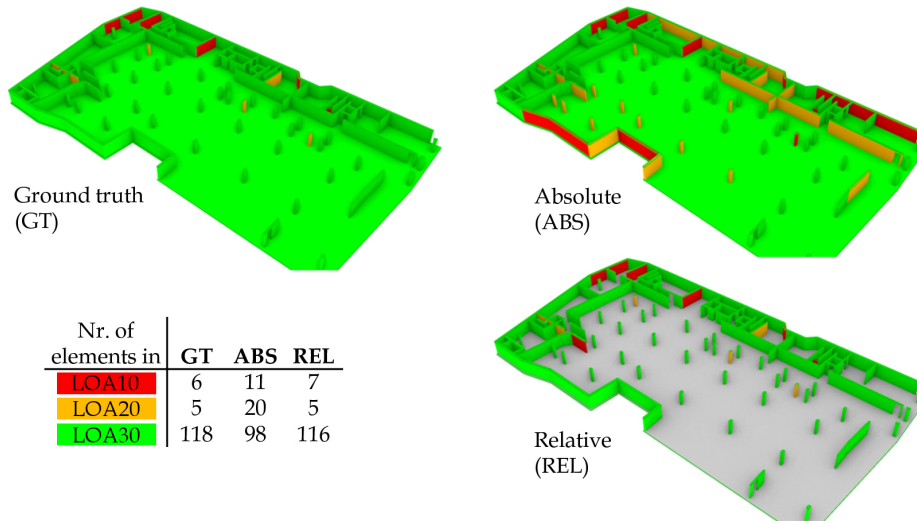 Ground truth
(GT)
Absolute
(ABS)
Nr. of
elements in GT ABS REL
LOA10 6 11 7
LOA20 5 20 5
LOA30 118 98 116
Relative
(REL)